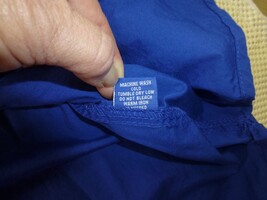 MACHINE WASH
COLD
TUMBLE DRY LOW
DO NOT BLEACH
WARM IRON